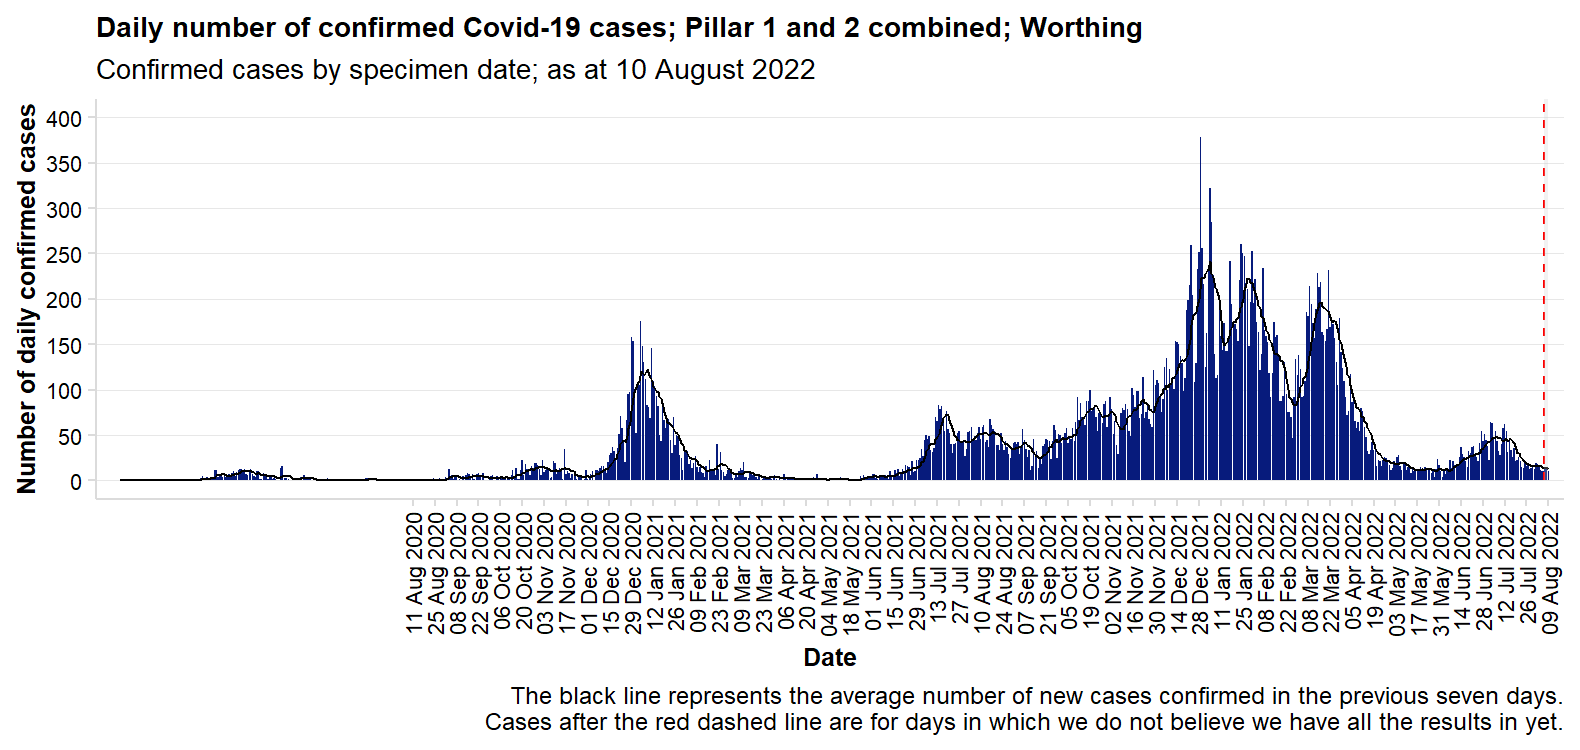 Daily number of confirmed Covid-19 cases; Pillar 1 and 2 combined; Worthing
Confirmed cases by specimen date; as at 10 August 2022
Number of daily confirmed cases
400
350
300
250
200
150
100
50
0
11 Aug 2020
25 Aug 2020
08 Sep 2020
22 Sep 2020
06 Oct 2020
20 Oct 2020
03 Nov 2020
17 Nov 2020
01 Dec 2020
15 Dec 2020
29 Dec 2020
12 Jan 2021
26 Jan 2021
09 Feb 2021
23 Feb 2021
09 Mar 2021
23 Mar 2021
06 Apr 2021
20 Apr 2021
04 May 2021
18 May 2021
01 Jun 2021
15 Jun 2021
29 Jun 2021
13 Jul 2021
27 Jul 2021
10 Aug 2021
24 Aug 2021
07 Sep 2021
21 Sep 2021
05 Oct 2021
19 Oct 2021
02 Nov 2021
16 Nov 2021
30 Nov 2021
14 Dec 2021
28 Dec 2021
11 Jan 2022
25 Jan 2022
08 Feb 2022
22 Feb 2022
08 Mar 2022
22 Mar 2022
05 Apr 2022
19 Apr 2022
03 May 2022
17 May 2022
31 May 2022
14 Jun 2022
28 Jun 2022
12 Jul 2022
26 Jul 2022
09 Aug 2022
Date
The black line represents the average number of new cases confirmed in the previous seven days.
Cases after the red dashed line are for days in which we do not believe we have all the results in yet.